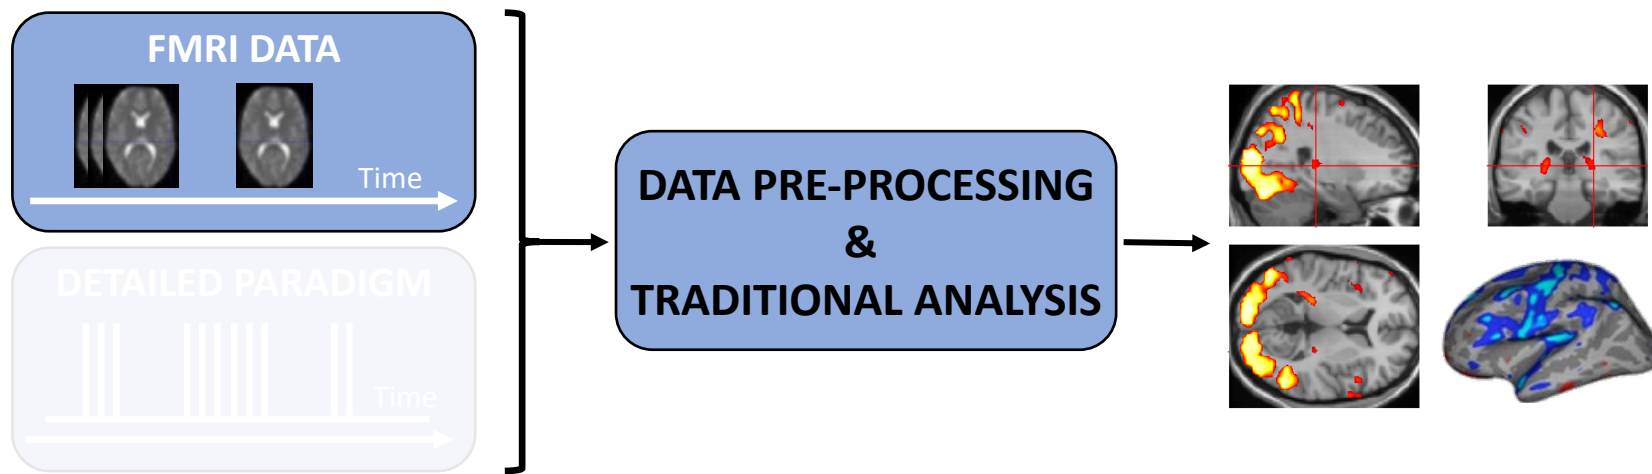 FMRI DATA
Time
DETAILED PARADIGM
Time
DATA PRE-PROCESSING
&
TRADITIONAL ANALYSIS